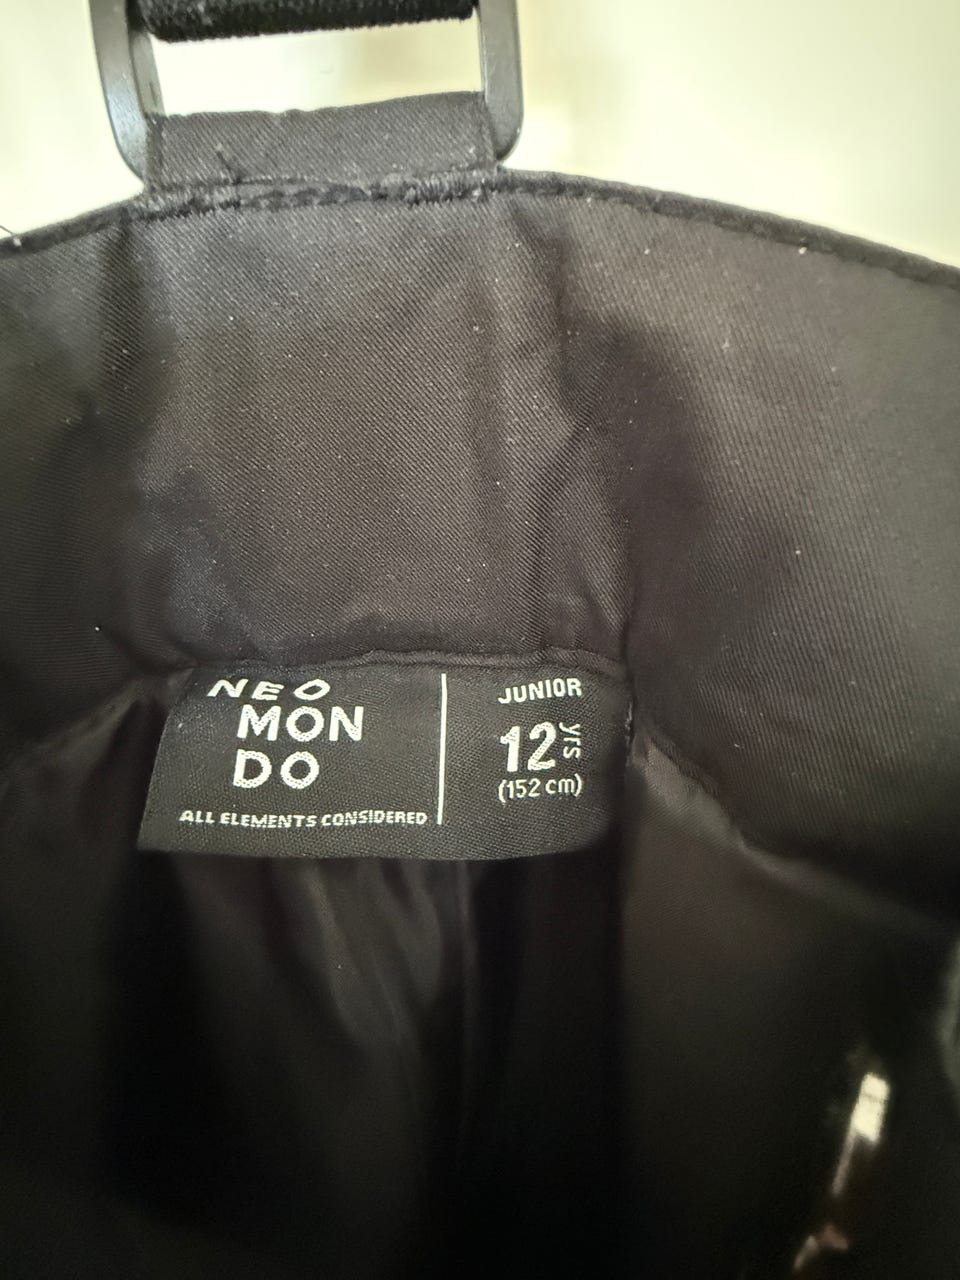 NEO
MON
DO
ALL ELEMENTS CONSIDERED
JUNIOR
12 yrs
(152 cm)